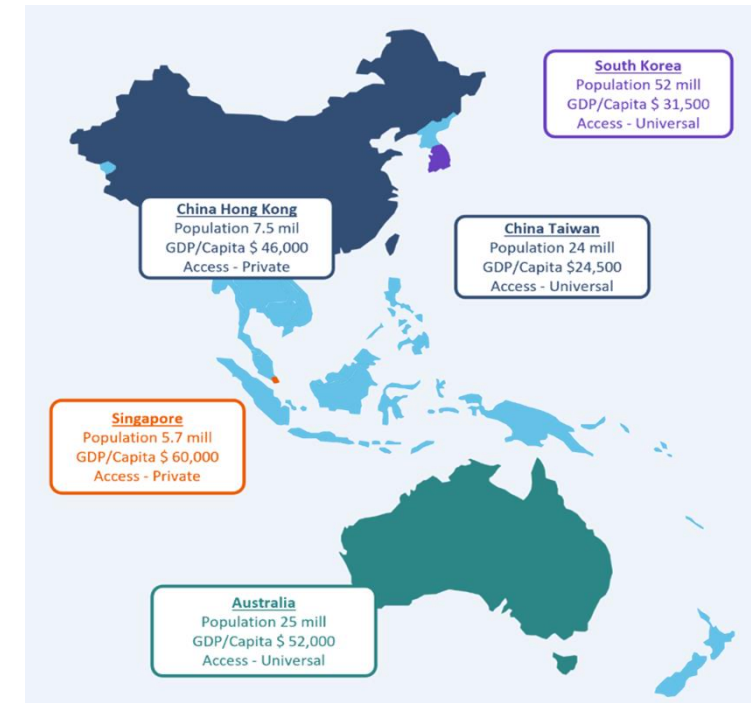 South Korea
Population 52 mill
GDP/Capita $ 31,500
Access - Universal
China Hong Kong
Population 7.5 mil
GDP/Capita $ 46,000
Access - Private
China Taiwan
Population 24 mill
GDP/Capita $24,500
Access - Universal
Singapore
Population 5.7 mill
GDP/Capita $ 60,000
Access - Private
Australia
Population 25 mill
GDP/Capita $ 52,000
Access - Universal